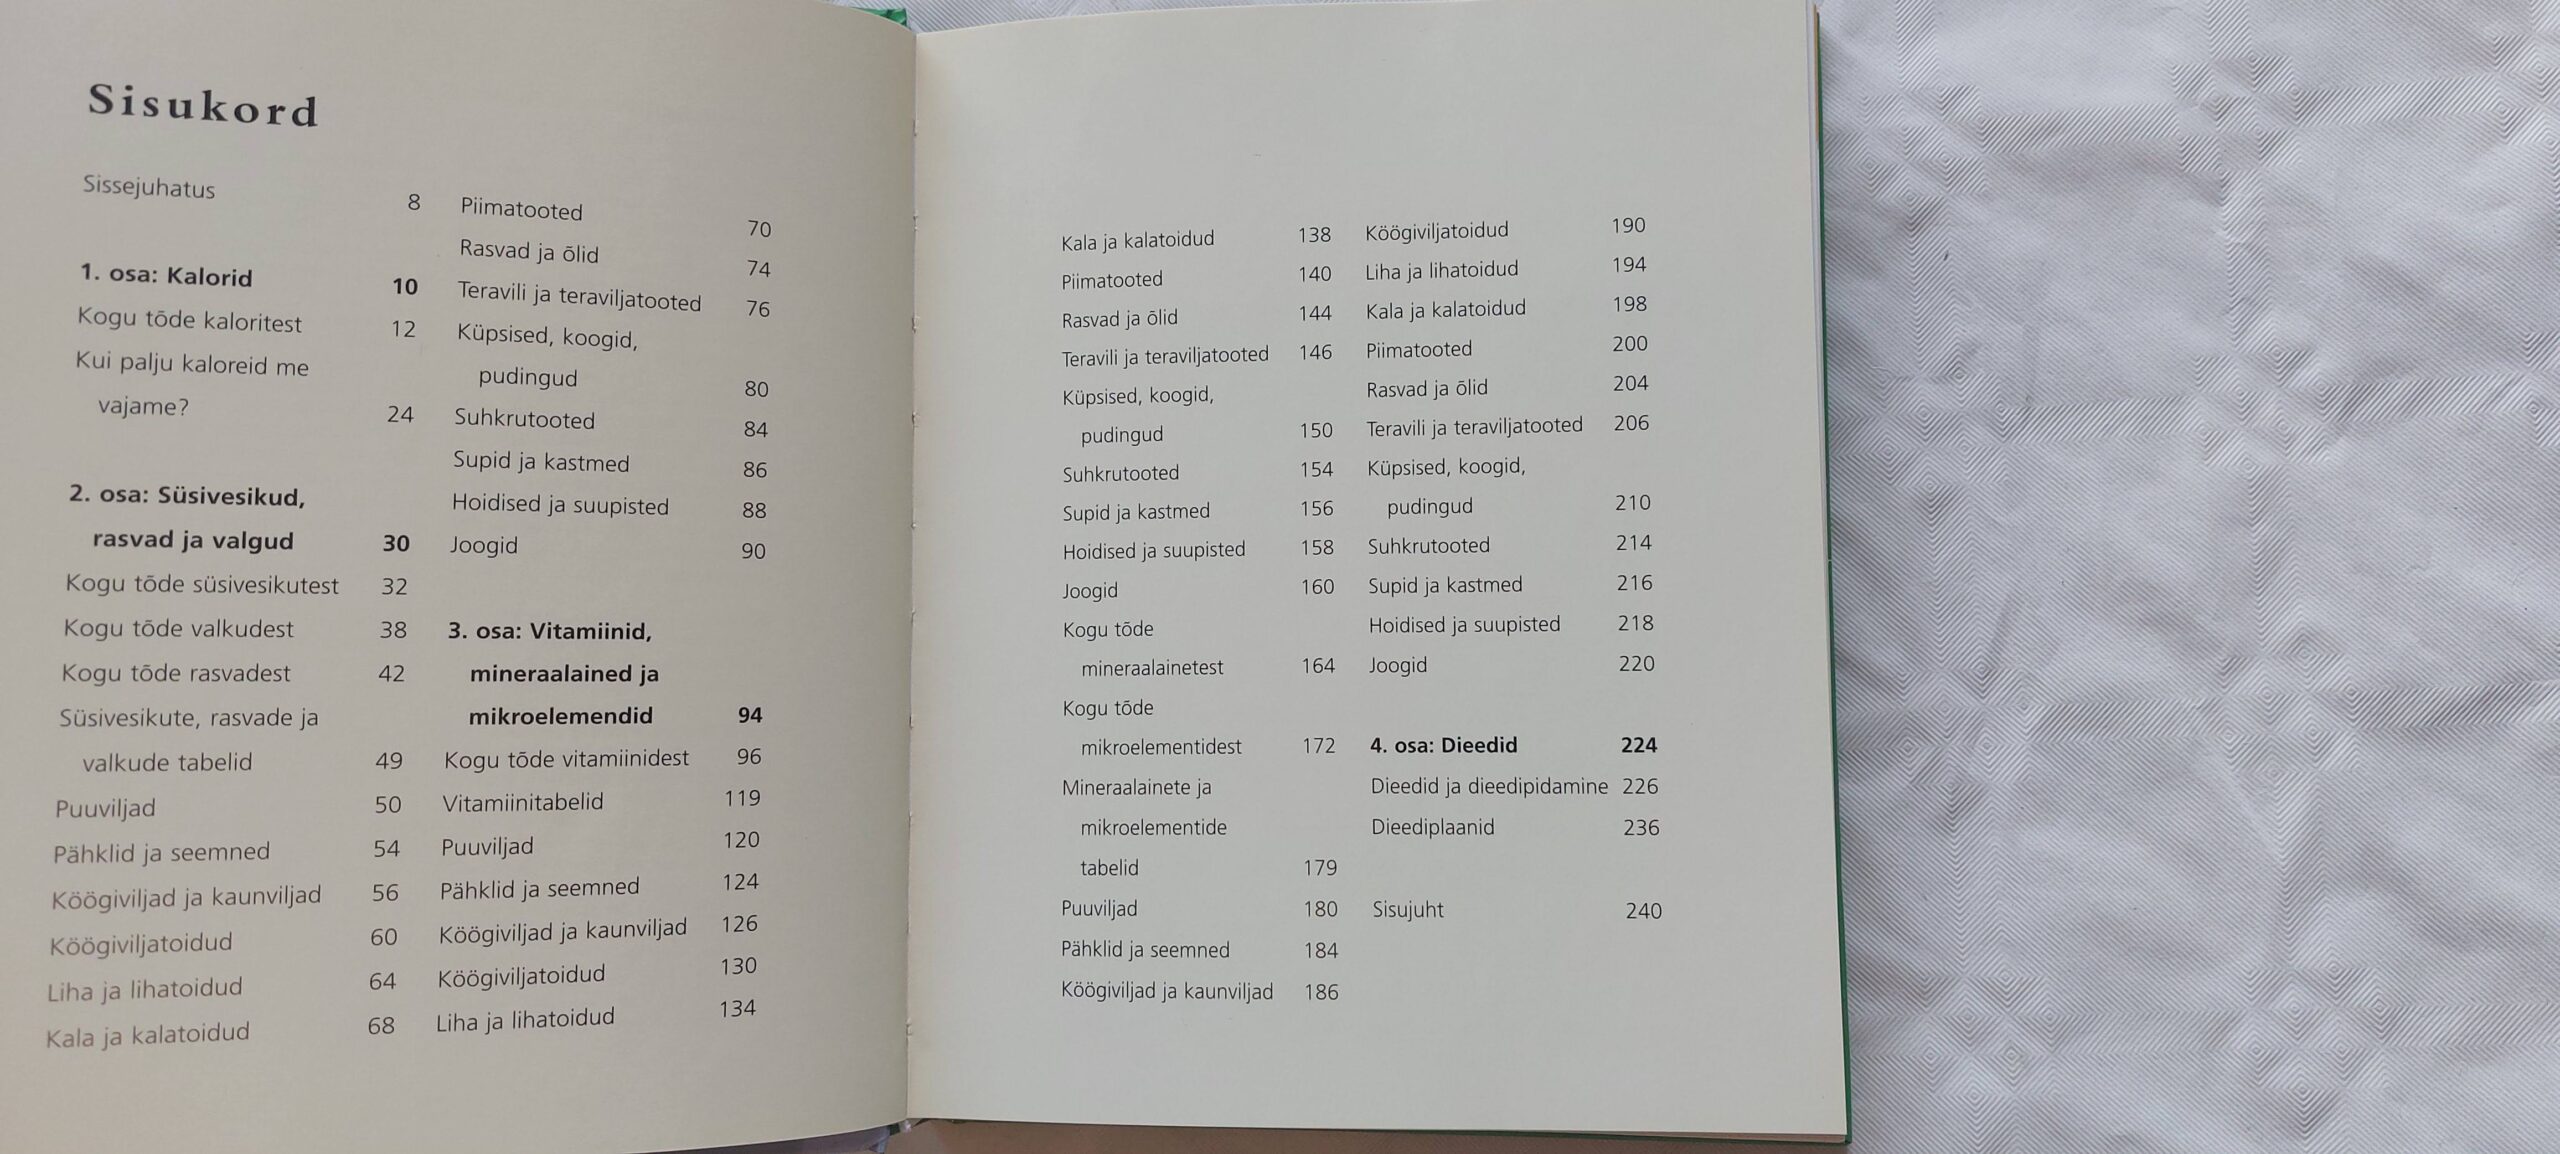 Sisukord
Sissejuhatus 8
1. osa: Kalorid 10
Kogu tõde kaloritest 12
Kui palju kaloreid me
vajame? 24
2. osa: Süsivesikud,
rasvad ja valgud 30
Kogu tõde süsivesikutest 32
Kogu tõde valkudest 38
Kogu tõde rasvadest 42
Süsivesikute, rasvade ja
valkude tabelid 49
Puuviljad 50
Pähklid ja seemned 54
Köögiviljad ja kaunviljad 56
Köögiviljatoidud 60
Liha ja lihatoidud 64
Kala ja kalatoidud 68
Piimatooted 70
Rasvad ja õlid 74
Teravili ja teraviljatooted 76
Küpsised, koogid,
pudingud 80
Suhkrutooted 84
Supid ja kastmed 86
Hoidised ja suupisted 88
Joogid 90
3. osa: Vitamiinid,
mineraalained ja
mikroelemendid 94
Kogu tõde vitamiinidest 96
Vitamiinitabelid 119
Puuviljad 120
Pähklid ja seemned 124
Köögiviljad ja kaunviljad 126
Köögiviljatoidud 130
Liha ja lihatoidud 134
Kala ja kalatoidud 138
Piimatooted 140
Rasvad ja õlid 144
Teravili ja teraviljatooted 146
Küpsised, koogid,
pudingud 150
Suhkrutooted 154
Supid ja kastmed 156
Hoidised ja suupisted 158
Joogid 160
Kogu tõde
mineraalainetest 164
Kogu tõde
mikroelementidest 172
Mineraalainete ja
mikroelementide
tabelid 179
Puuviljad 180
Pähklid ja seemned 184
Köögiviljad ja kaunviljad 186
Köögiviljatoidud 190
Liha ja lihatoidud 194
Kala ja kalatoidud 198
Piimatooted 200
Rasvad ja õlid 204
Teravili ja teraviljatooted 206
Küpsised, koogid,
pudingud 210
Suhkrutooted 214
Supid ja kastmed 216
Hoidised ja suupisted 218
Joogid 220
4. osa: Dieedid 224
Dieedid ja dieedipidamine 226
Dieediplaanid 236
Sisujuht 240